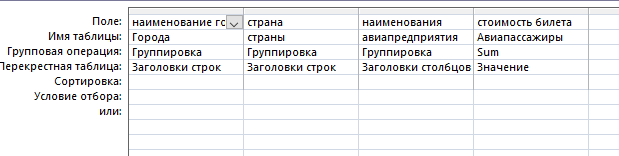 Поле: наименование го страна наименования стоимость билета
Имя таблицы: Города страны авиапредприятия Авиапассажиры
Групповая операция: Группировка Группировка Группировка Sum
Перекрестная таблица: Заголовки строк Заголовки строк Заголовки столбцов Значение
Сортировка:
Условие отбора:
или: